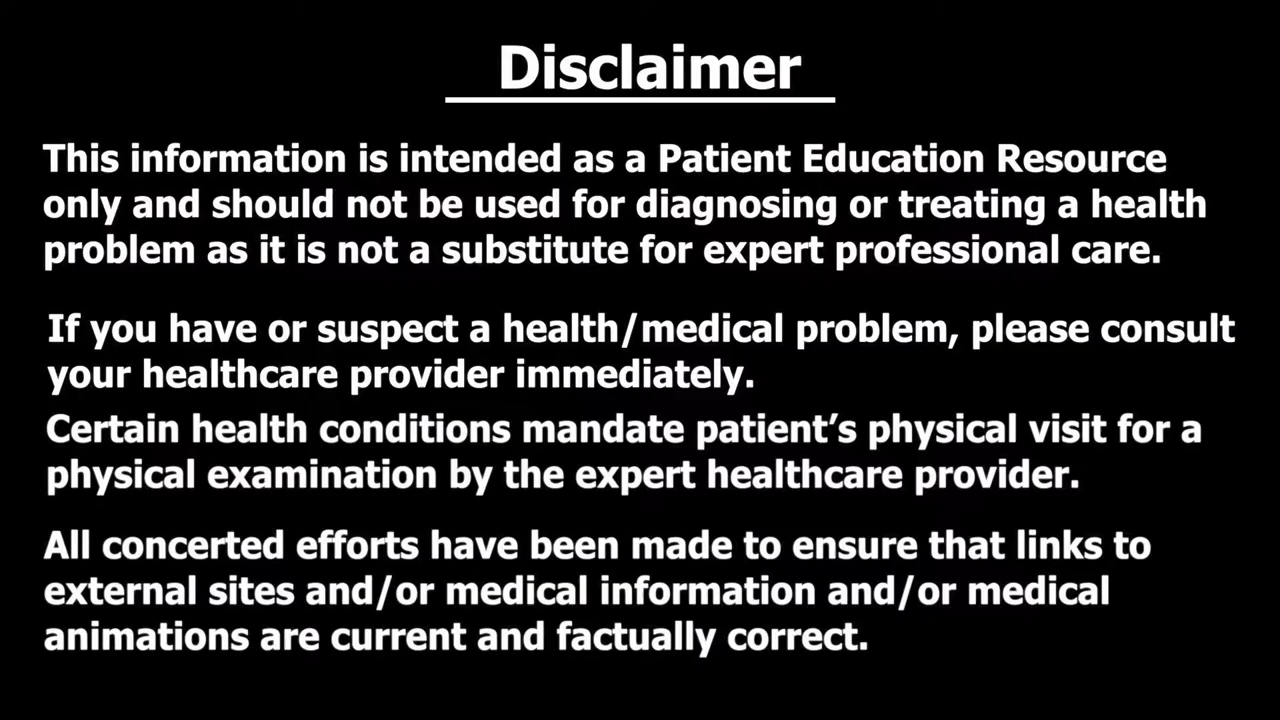 Disclaimer
This information is intended as a Patient Education Resource
only and should not be used for diagnosing or treating a health
problem as it is not a substitute for expert professional care.
If you have or suspect a health/medical problem, please consult
your healthcare provider immediately.
Certain health conditions mandate patient’s physical visit for a
physical examination by the expert healthcare provider.
All concerted efforts have been made to ensure that links to
external sites and/or medical information and/or medical
animations are current and factually correct.